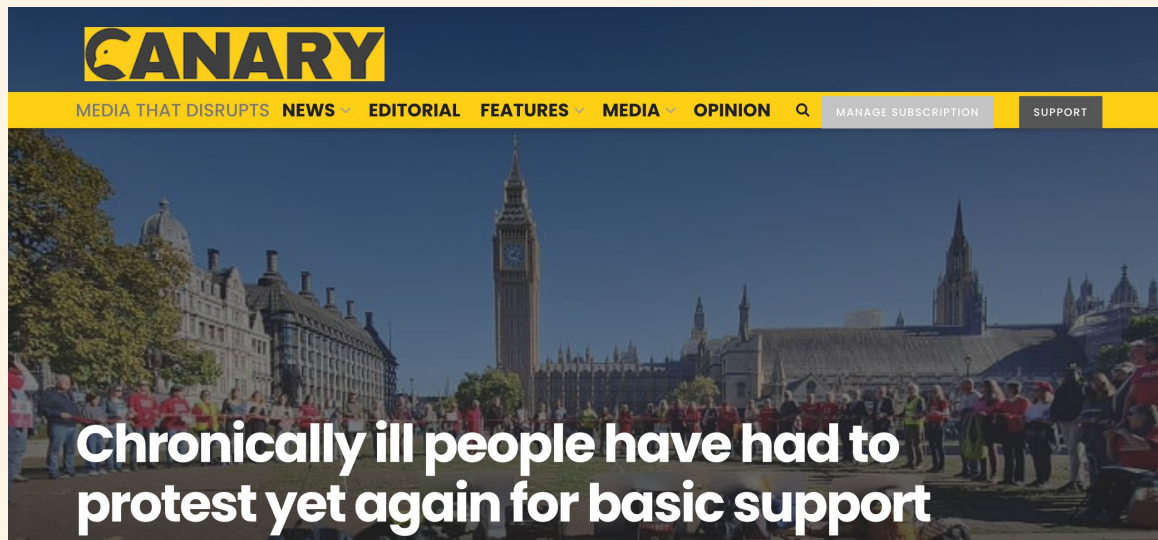 CANARY
MEDIA THAT DISRUPTS NEWS EDITORIAL FEATURES MEDIA OPINION MANAGE SUBSCRIPTION SUPPORT
Chronically ill people have had to
protest yet again for basic support